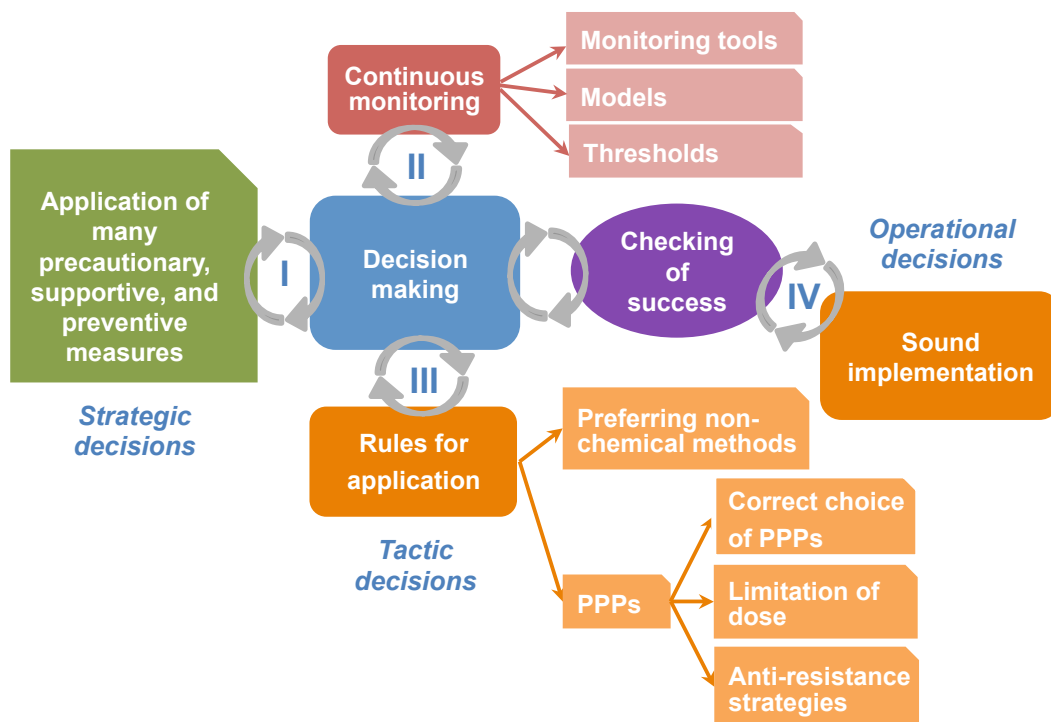 Continuous
monitoring
Monitoring tools
Models
Thresholds
II
Application of
many
precautionary,
supportive, and
preventive
measures
I
Decision
making
Checking
of
success
Operational
decisions
IV
Sound
implementation
III
Strategic
decisions
Rules for
application
Tactic
decisions
Preferring non-
chemical methods
PPPs
Correct choice
of PPPs
Limitation of
dose
Anti-resistance
strategies